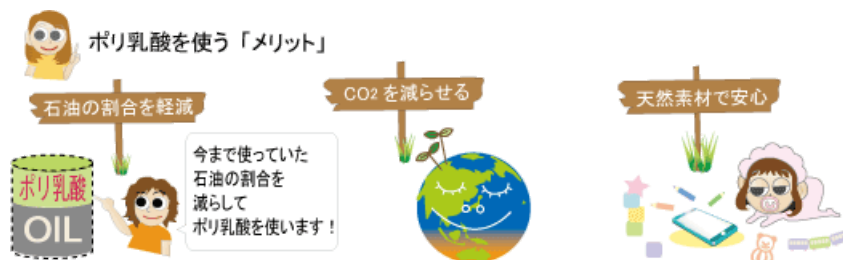 ポリ乳酸を使う「メリット」
石油の割合を軽減
CO2を減らせる
天然素材で安心
ポリ乳酸
OIL
今まで使っていた
石油の割合を
減らして
ポリ乳酸を使います！